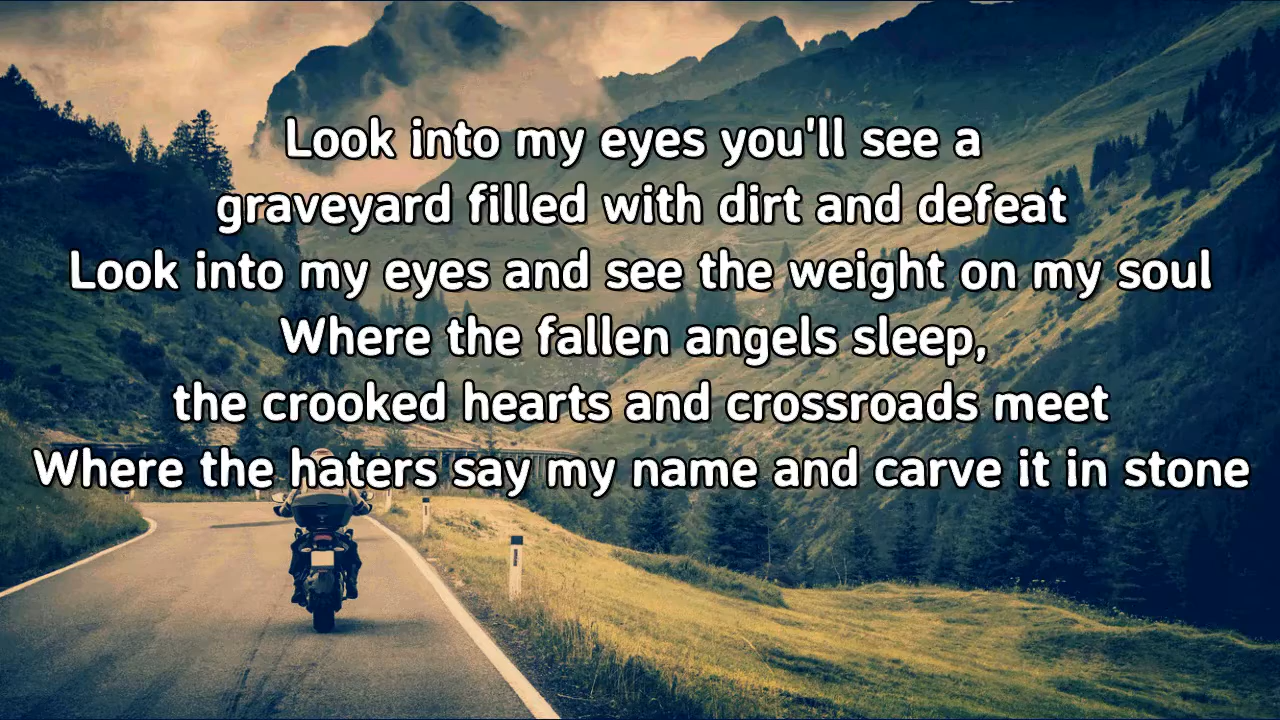 Look into my eyes you'll see a
graveyard filled with dirt and defeat
Look into my eyes and see the weight on my soul
Where the fallen angels sleep,
the crooked hearts and crossroads meet
Where the haters say my name and carve it in stone